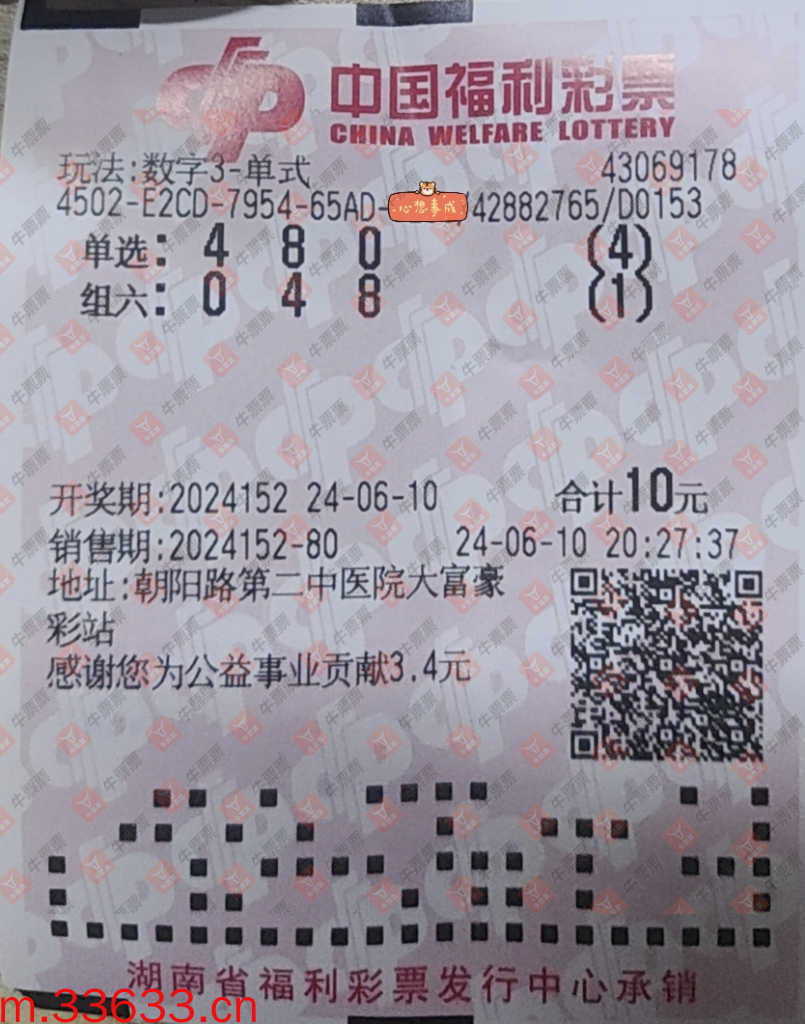 中国福利彩票
CHINA WELFARE LOTTERY
玩法:数字3-单式 43069178
4502-E2CD-7954-65AD- 心想事成 /42882765/D0153
单选: 4 8 0 (4)
组六: 0 4 8 (1)
开奖期:2024152 24-06-10 合计10元
销售期:2024152-80 24-06-10 20:27:37
地址:朝阳路第二中医院大富豪
彩站
感谢您为公益事业贡献3.4元
湖南省福利彩票发行中心承销
m.33633.cn
牛票票